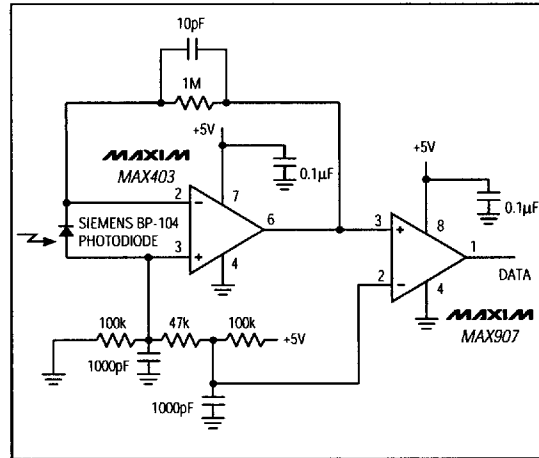 10pF
1M
+5V
MAXIM
MAX403
0.1µF
+5V
2
7
6
0.1µF
SIEMENS BP-104
PHOTODIODE
3
4
3
8
1
DATA
2
4
MAXIM
MAX907
100k
47k
100k
+5V
1000pF
1000pF